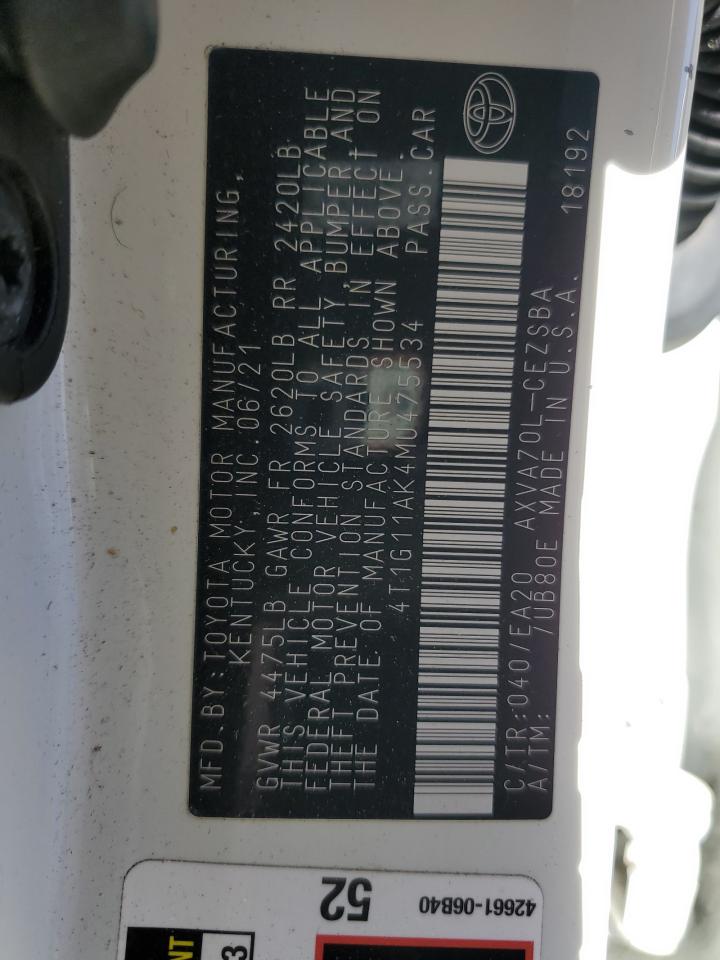 MFD.BY:TOYOTA MOTOR MANUFACTURING,
KENTUCKY, INC.06/21
GVWR 4475LB GAWR FR 2620LB RR 2420LB
THIS VEHICLE CONFORMS TO ALL APPLICABLE
FEDERAL MOTOR VEHICLE SAFETY, BUMPER AND
THEFT PREVENTION STANDARDS IN EFFECT ON
THE DATE OF MANUFACTURE SHOWN ABOVE.
4T1G11AK4MU475534 PASS.CAR
C/TR:040/EA20 AXVA70L-CEZSBA
A/TM: 7UB80E MADE IN U.S.A. 18192
52
42661-06B40
NT
3